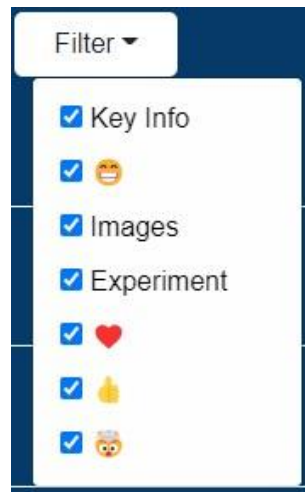 Filter
Key Info
😁
Images
Experiment
❤️
👍
🤯